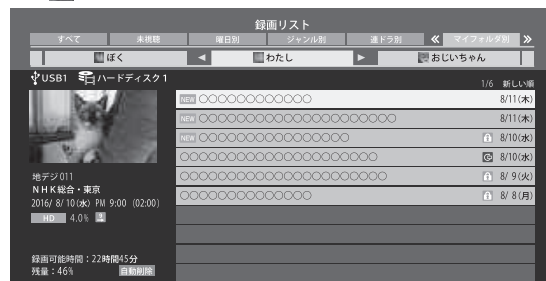 録画リスト
すべて 未視聴 曜日別 ジャンル別 連ドラ別 ≪ マイフォルダ別 ≫
ぼく ◀ わたし ▶ おじいちゃん
USB1 ハードディスク1
1/6 新しい順
NEW 〇〇〇〇〇〇〇〇〇〇〇〇 8/11(木)
NEW 〇〇〇〇〇〇〇〇〇〇〇〇〇〇〇〇〇〇〇〇〇 8/11(木)
NEW 〇〇〇〇〇〇〇〇〇〇〇〇〇〇〇〇 8/10(水)
〇〇〇〇〇〇〇〇〇〇〇〇〇〇〇〇〇〇〇〇〇 8/10(水)
〇〇〇〇〇〇〇〇〇〇〇〇〇〇〇〇〇〇〇〇〇〇 8/ 9(火)
〇〇〇〇〇〇〇〇〇〇〇〇〇〇 8/ 8(月)
地デジ011
NHK総合・東京
2016/ 8/10(水) PM 9:00 (02:00)
HD 4.0%
録画可能時間：22時間45分
残量：46% 自動削除